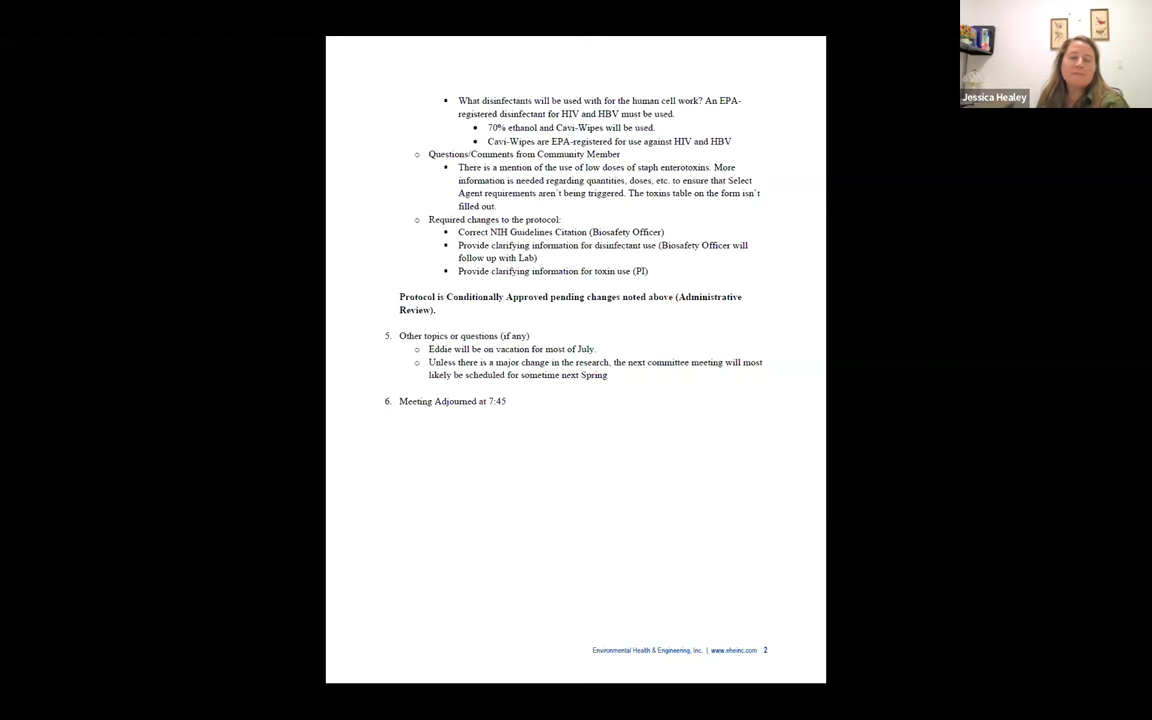 What disinfectants will be used with for the human cell work? An EPA-
registered disinfectant for HIV and HBV must be used.
70% ethanol and Cavi-Wipes will be used.
Cavi-Wipes are EPA-registered for use against HIV and HBV
Questions/Comments from Community Member
There is a mention of the use of low doses of staph enterotoxins. More
information is needed regarding quantities, doses, etc. to ensure that Select
Agent requirements aren't being triggered. The toxins table on the form isn't
filled out.
Required changes to the protocol:
Correct NIH Guidelines Citation (Biosafety Officer)
Provide clarifying information for disinfectant use (Biosafety Officer will
follow up with Lab)
Provide clarifying information for toxin use (PI)
Protocol is Conditionally Approved pending changes noted above (Administrative
Review).
5. Other topics or questions (if any)
Eddie will be on vacation for most of July.
Unless there is a major change in the research, the next committee meeting will most
likely be scheduled for sometime next Spring
6. Meeting Adjourned at 7:45
Environmental Health & Engineering, Inc. | www.eheinc.com 2
Jessica Healey